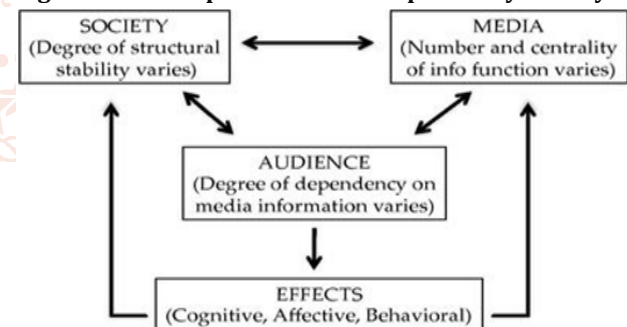 SOCIETY
(Degree of structural
stability varies)
MEDIA
(Number and centrality
of info function varies)
AUDIENCE
(Degree of dependency on
media information varies)
EFFECTS
(Cognitive, Affective, Behavioral)